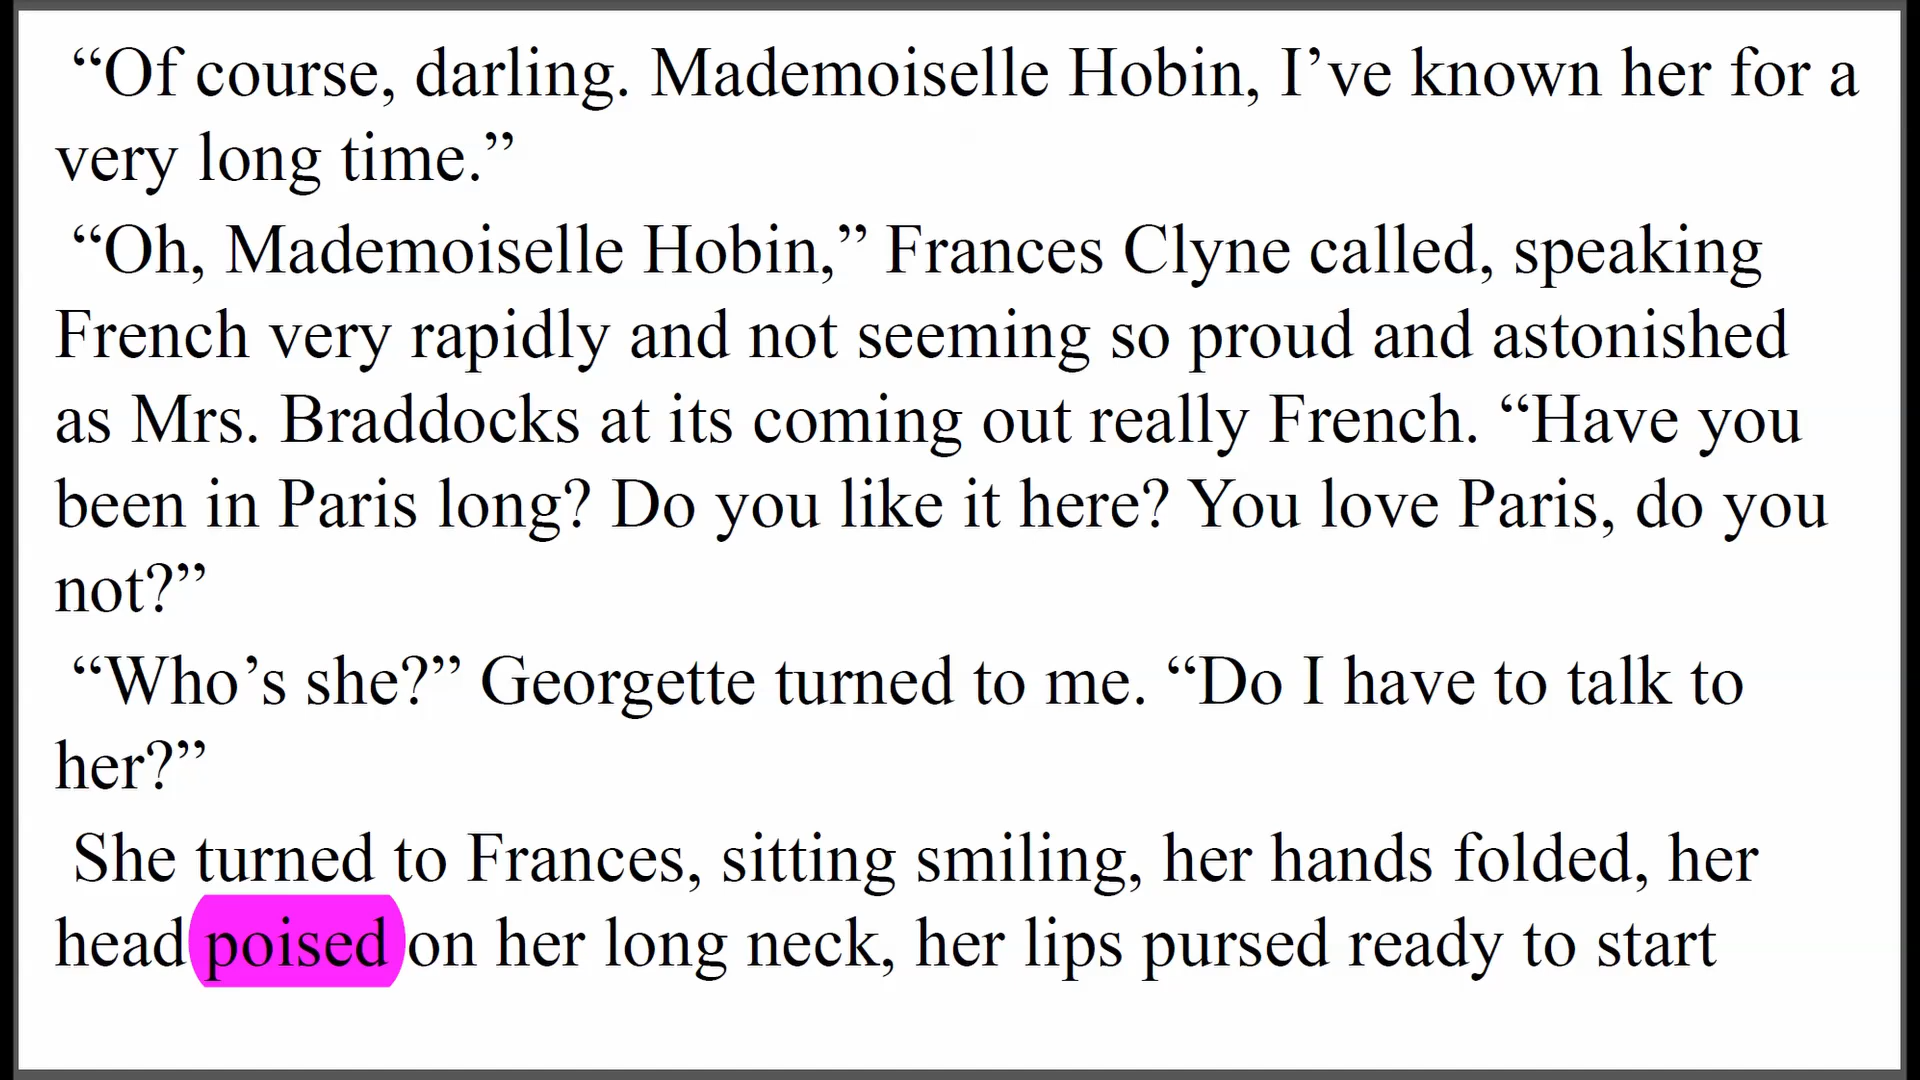 “Of course, darling. Mademoiselle Hobin, I’ve known her for a
very long time.”
“Oh, Mademoiselle Hobin,” Frances Clyne called, speaking
French very rapidly and not seeming so proud and astonished
as Mrs. Braddocks at its coming out really French. “Have you
been in Paris long? Do you like it here? You love Paris, do you
not?”
“Who’s she?” Georgette turned to me. “Do I have to talk to
her?”
She turned to Frances, sitting smiling, her hands folded, her
head poised on her long neck, her lips pursed ready to start